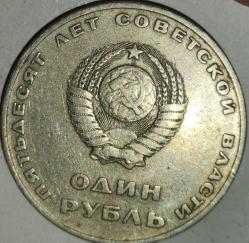 ПЯТЬДЕСЯТ ЛЕТ СОВЕТСКОЙ ВЛАСТИ
ОДИН
РУБЛЬ